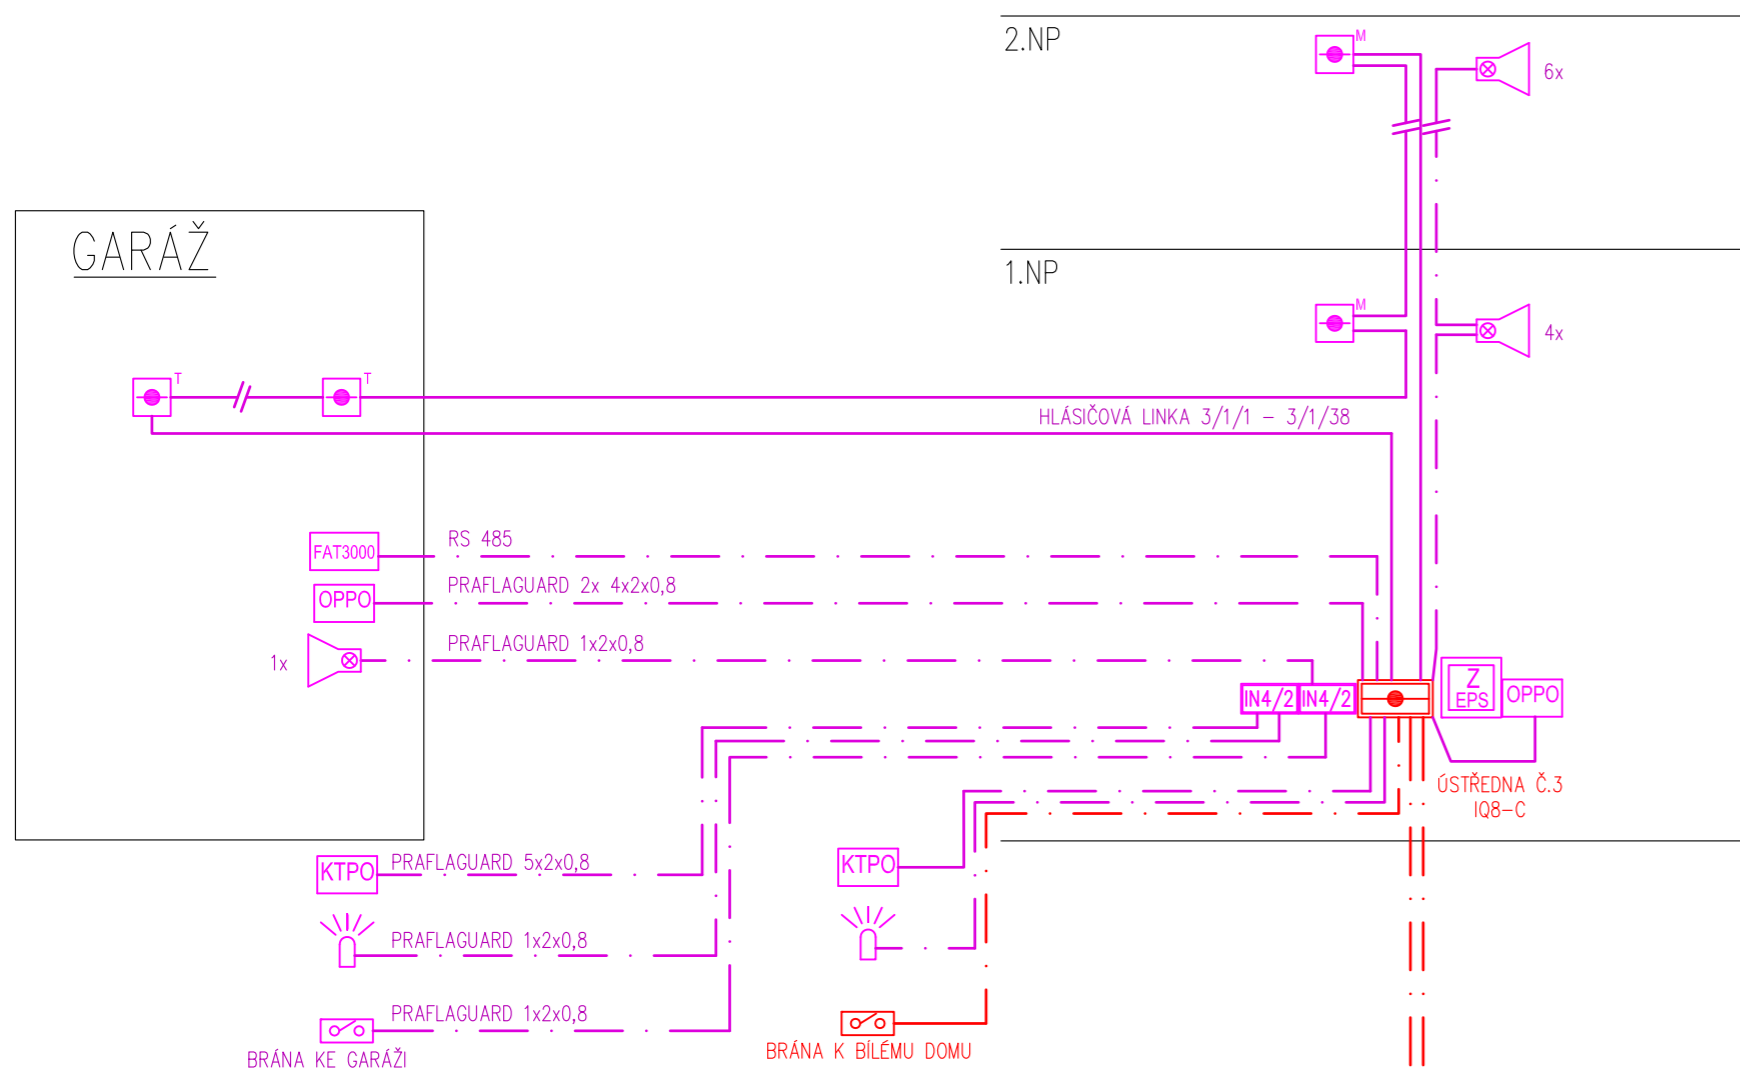 2.NP
M
6x
GARÁŽ
1.NP
M
4x
T
T
HLÁSIČOVÁ LINKA 3/1/1 – 3/1/38
FAT3000
RS 485
OPPO
PRAFLAGUARD 2x 4x2x0,8
1x
PRAFLAGUARD 1x2x0,8
IN4/2
IN4/2
Z
EPS
OPPO
ÚSTŘEDNA Č.3
IQ8–C
KTPO
PRAFLAGUARD 5x2x0,8
KTPO
PRAFLAGUARD 1x2x0,8
PRAFLAGUARD 1x2x0,8
BRÁNA KE GARÁŽI
BRÁNA K BÍLÉMU DOMU